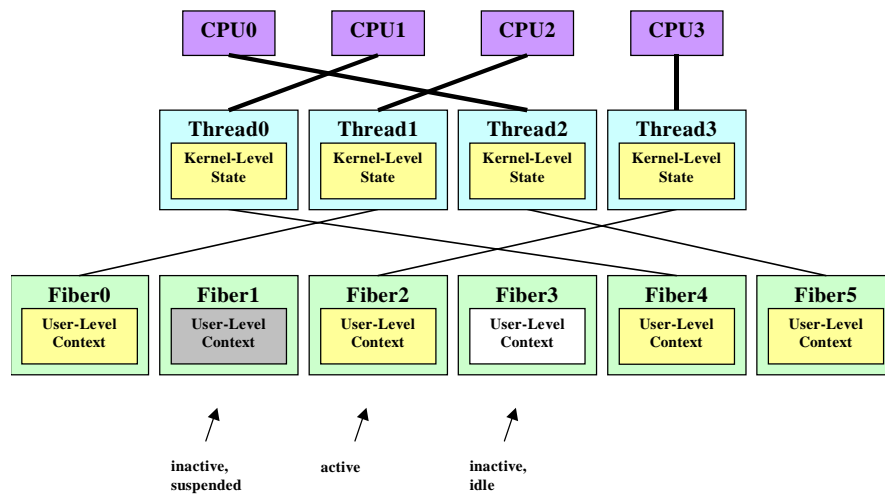 CPU0 CPU1 CPU2 CPU3
Thread0 Thread1 Thread2 Thread3
Kernel-Level Kernel-Level Kernel-Level Kernel-Level
State State State State
Fiber0 Fiber1 Fiber2 Fiber3 Fiber4 Fiber5
User-Level User-Level User-Level User-Level User-Level User-Level
Context Context Context Context Context Context
inactive, active inactive,
suspended idle